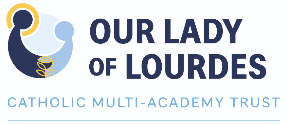 OUR LADY
OF LOURDES
CATHOLIC MULTI-ACADEMY TRUST